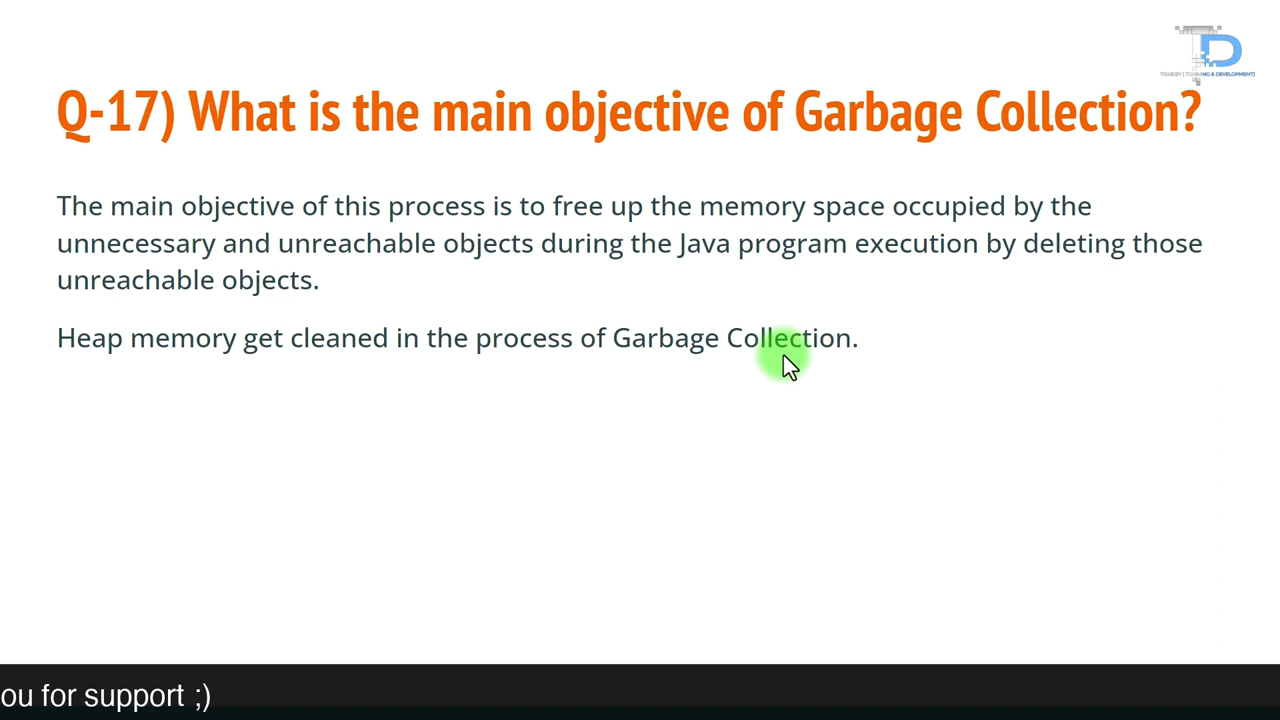 Q-17) What is the main objective of Garbage Collection?
The main objective of this process is to free up the memory space occupied by the
unnecessary and unreachable objects during the Java program execution by deleting those
unreachable objects.
Heap memory get cleaned in the process of Garbage Collection.
ou for support ;)